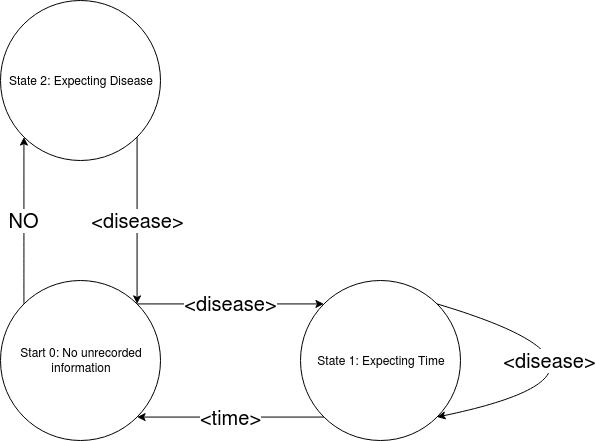 State 2: Expecting Disease
NO
<disease>
<disease>
Start 0: No unrecorded
information
State 1: Expecting Time
<disease>
<time>